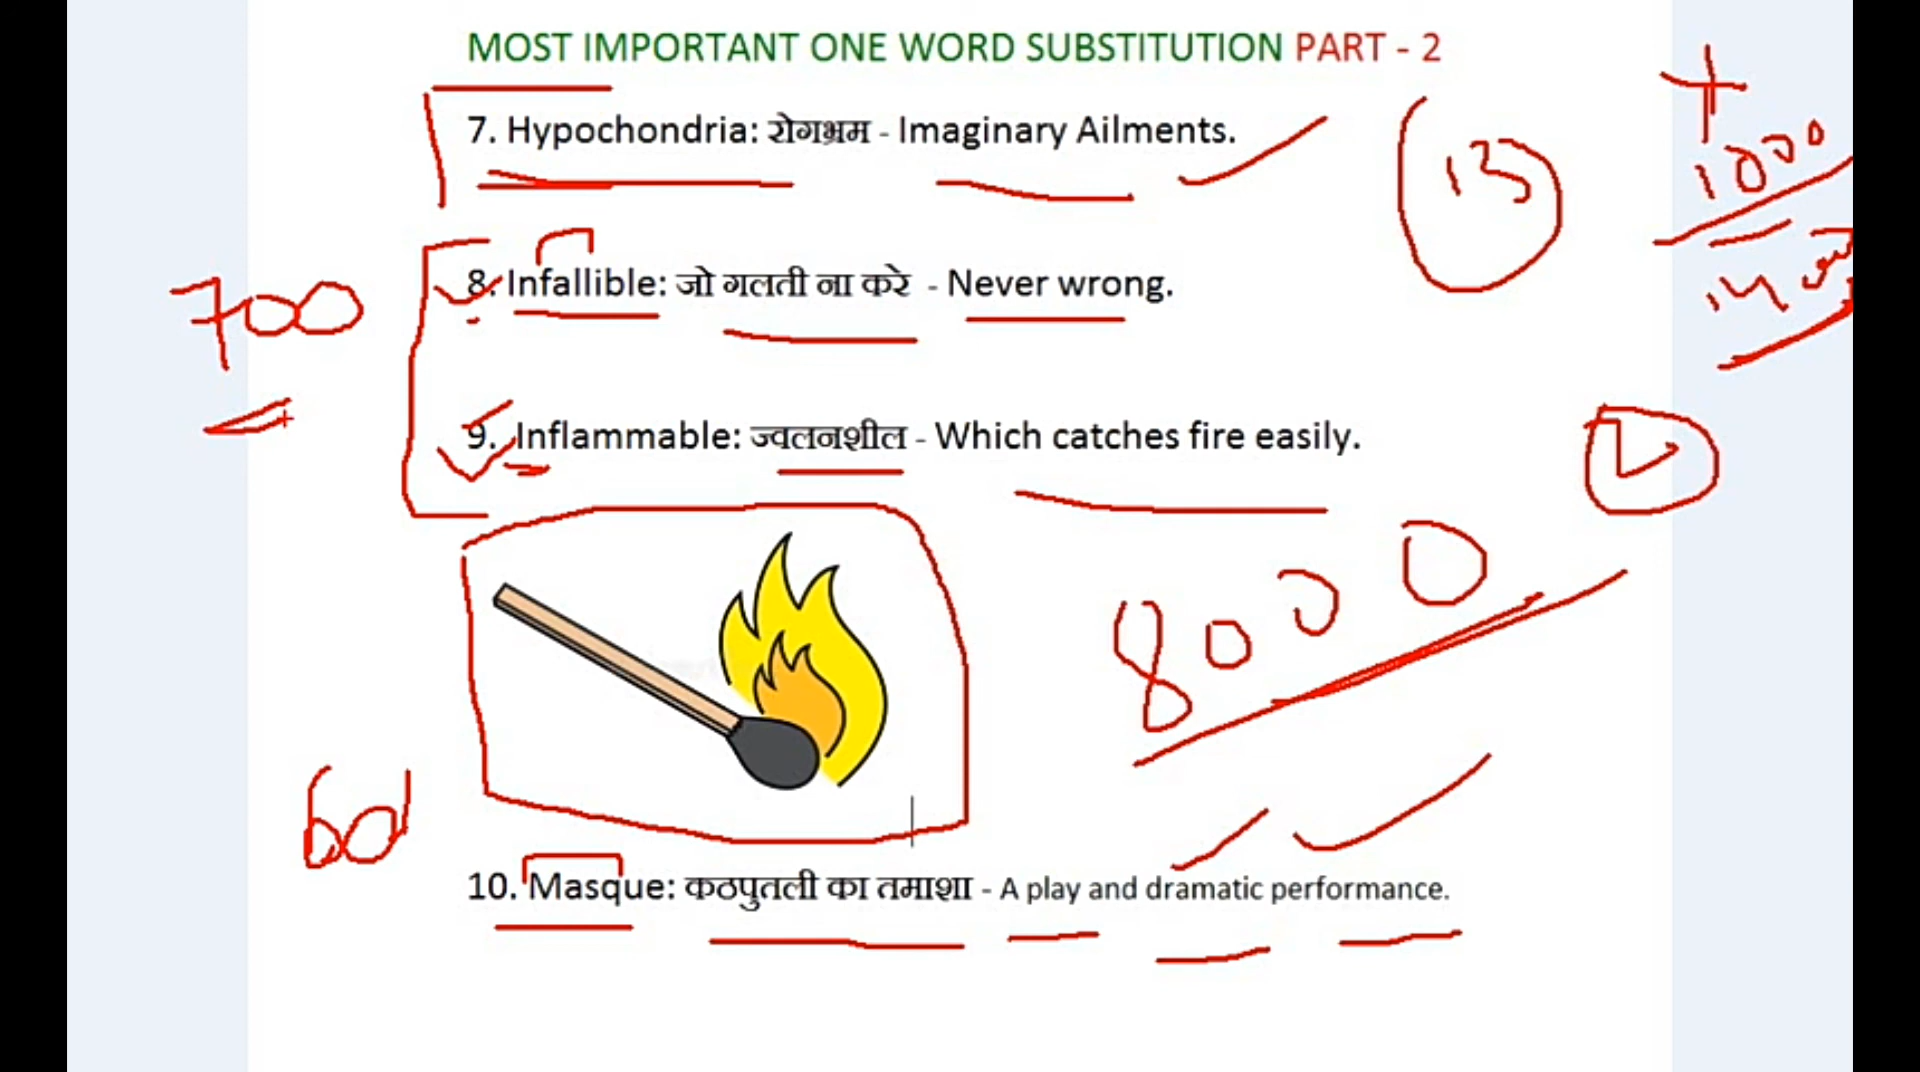 MOST IMPORTANT ONE WORD SUBSTITUTION PART - 2
7. Hypochondria: रोगभ्रम - Imaginary Ailments.
13
1000
8. Infallible: जो गलती ना करे - Never wrong.
700
9. Inflammable: ज्वलनशील - Which catches fire easily.
8000
60
10. Masque: कठपुतली का तमाशा - A play and dramatic performance.